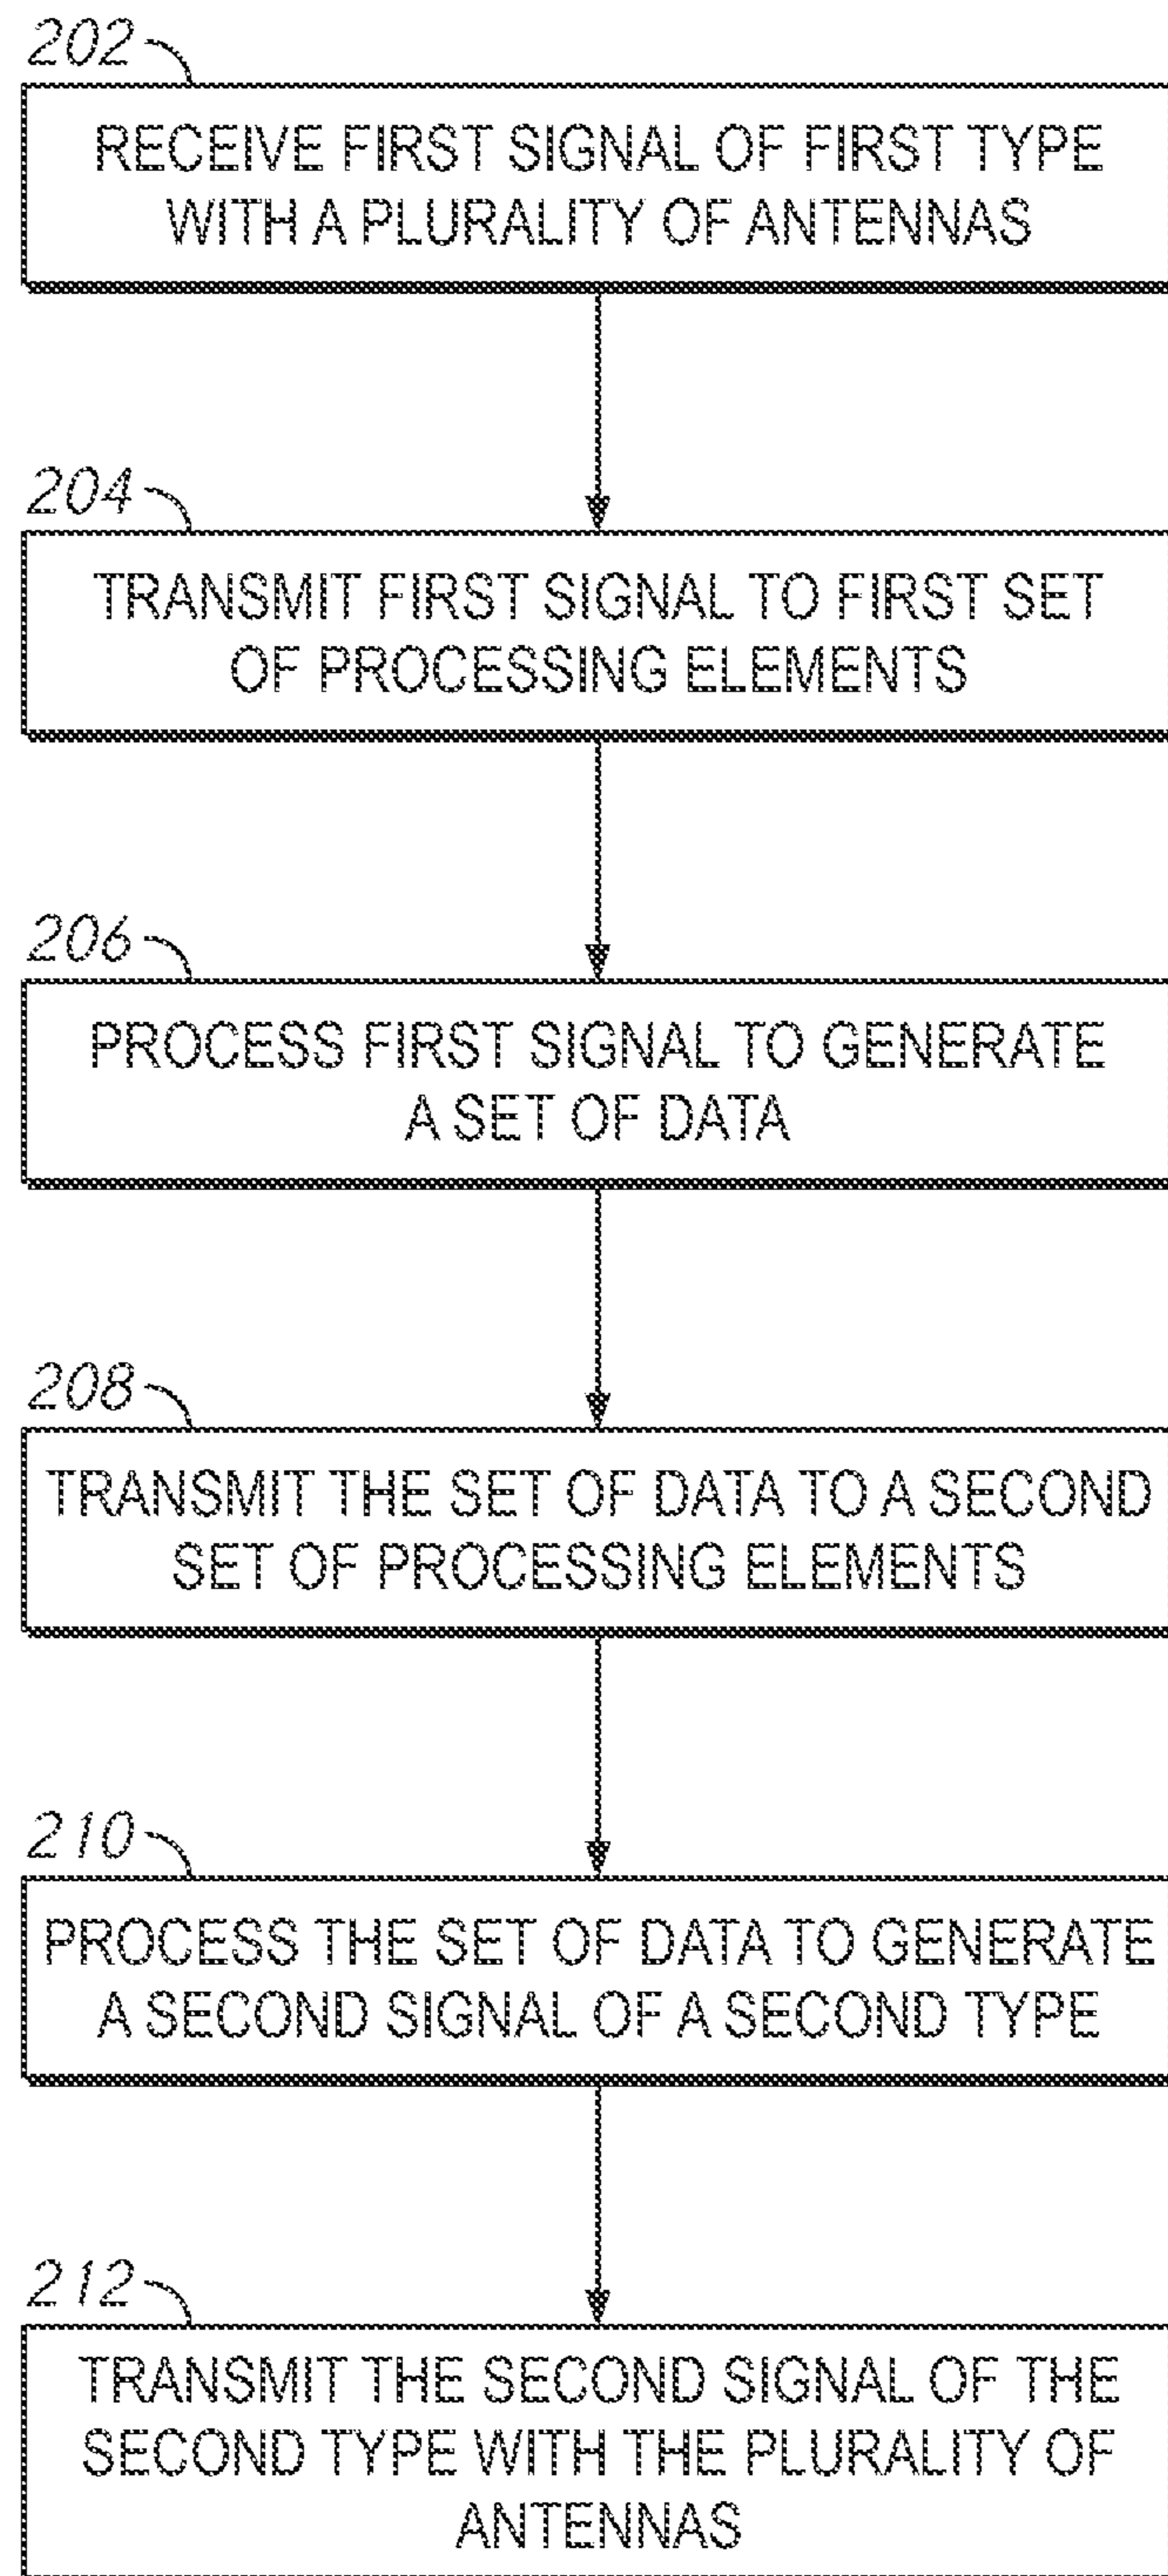 202
RECEIVE FIRST SIGNAL OF FIRST TYPE
WITH A PLURALITY OF ANTENNAS
204
TRANSMIT FIRST SIGNAL TO FIRST SET
OF PROCESSING ELEMENTS
206
PROCESS FIRST SIGNAL TO GENERATE
A SET OF DATA
208
TRANSMIT THE SET OF DATA TO A SECOND
SET OF PROCESSING ELEMENTS
210
PROCESS THE SET OF DATA TO GENERATE
A SECOND SIGNAL OF A SECOND TYPE
212
TRANSMIT THE SECOND SIGNAL OF THE
SECOND TYPE WITH THE PLURALITY OF
ANTENNAS